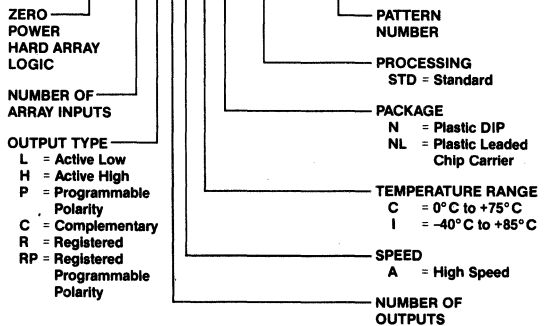 ZERO
POWER
HARD ARRAY
LOGIC
NUMBER OF
ARRAY INPUTS
OUTPUT TYPE
L = Active Low
H = Active High
P = Programmable
Polarity
C = Complementary
R = Registered
RP = Registered
Programmable
Polarity
PATTERN
NUMBER
PROCESSING
STD = Standard
PACKAGE
N = Plastic DIP
NL = Plastic Leaded
Chip Carrier
TEMPERATURE RANGE
C = 0°C to +75°C
I = –40°C to +85°C
SPEED
A = High Speed
NUMBER OF
OUTPUTS